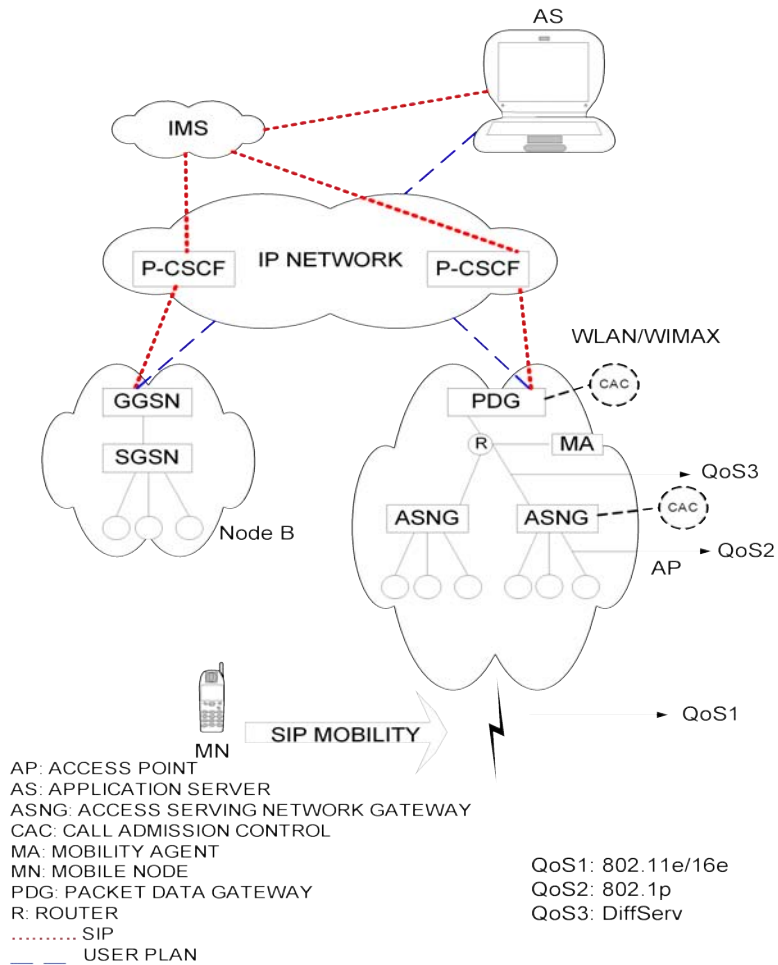 AS
IMS
IP NETWORK
P-CSCF
P-CSCF
WLAN/WIMAX
GGSN
PDG
CAC
SGSN
R
MA
QoS3
Node B
ASNG
ASNG
CAC
QoS2
AP
QoS1
MN
SIP MOBILITY
AP: ACCESS POINT
AS: APPLICATION SERVER
ASNG: ACCESS SERVING NETWORK GATEWAY
CAC: CALL ADMISSION CONTROL
MA: MOBILITY AGENT
MN: MOBILE NODE
PDG: PACKET DATA GATEWAY
R: ROUTER
.......... SIP
__ __ USER PLAN
QoS1: 802.11e/16e
QoS2: 802.1p
QoS3: DiffServ